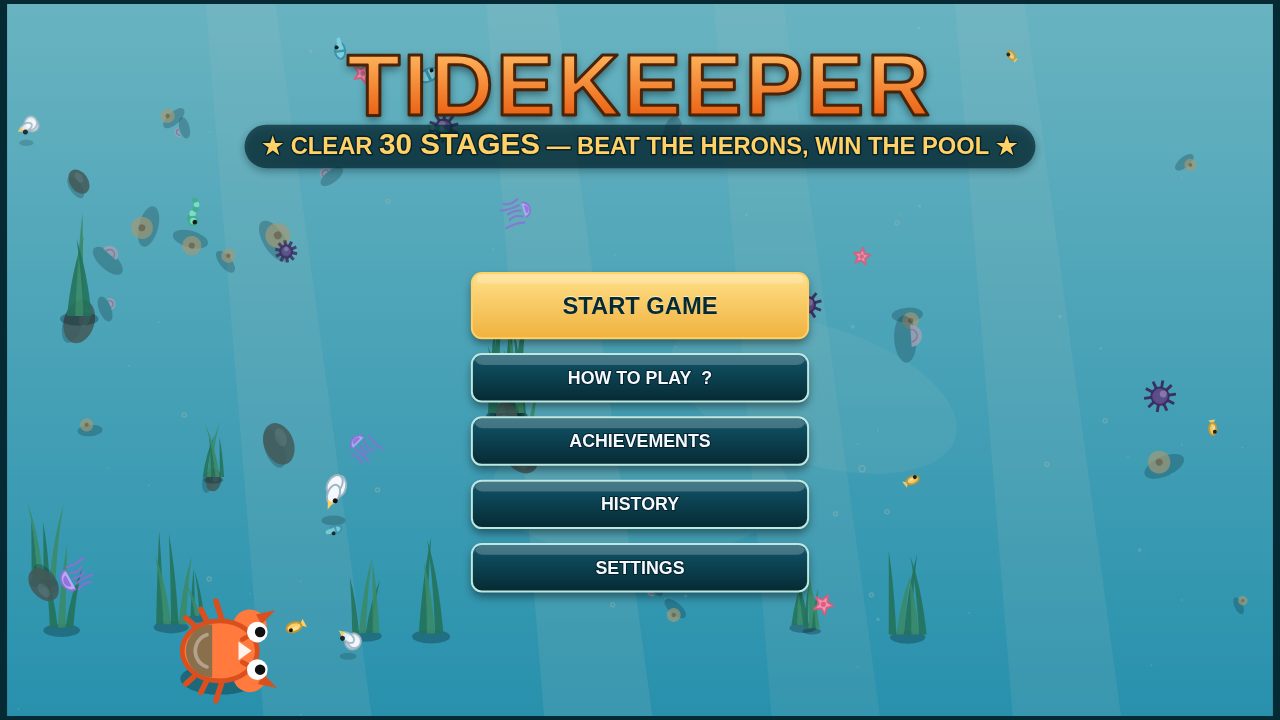 TIDEKEEPER
★ CLEAR 30 STAGES — BEAT THE HERONS, WIN THE POOL ★
START GAME
HOW TO PLAY ?
ACHIEVEMENTS
HISTORY
SETTINGS